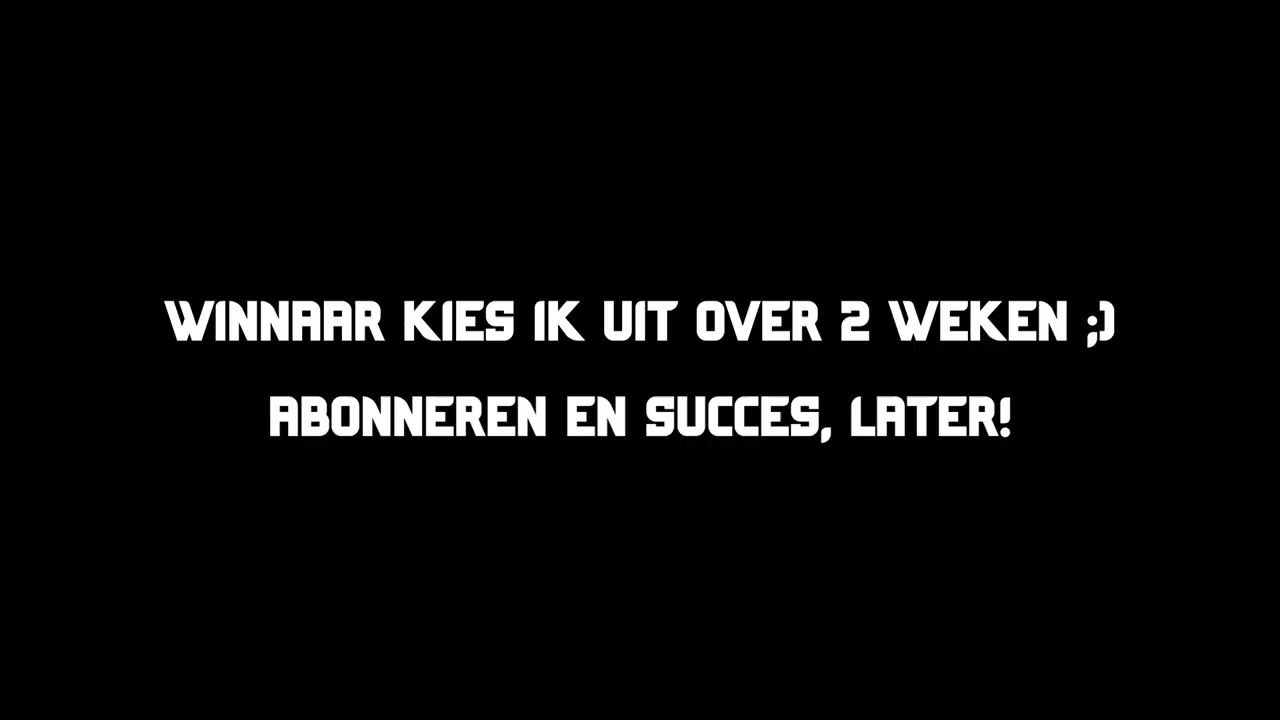 WINNAAR KIES IK UIT OVER 2 WEKEN ;)
ABONNEREN EN SUCCES, LATER!